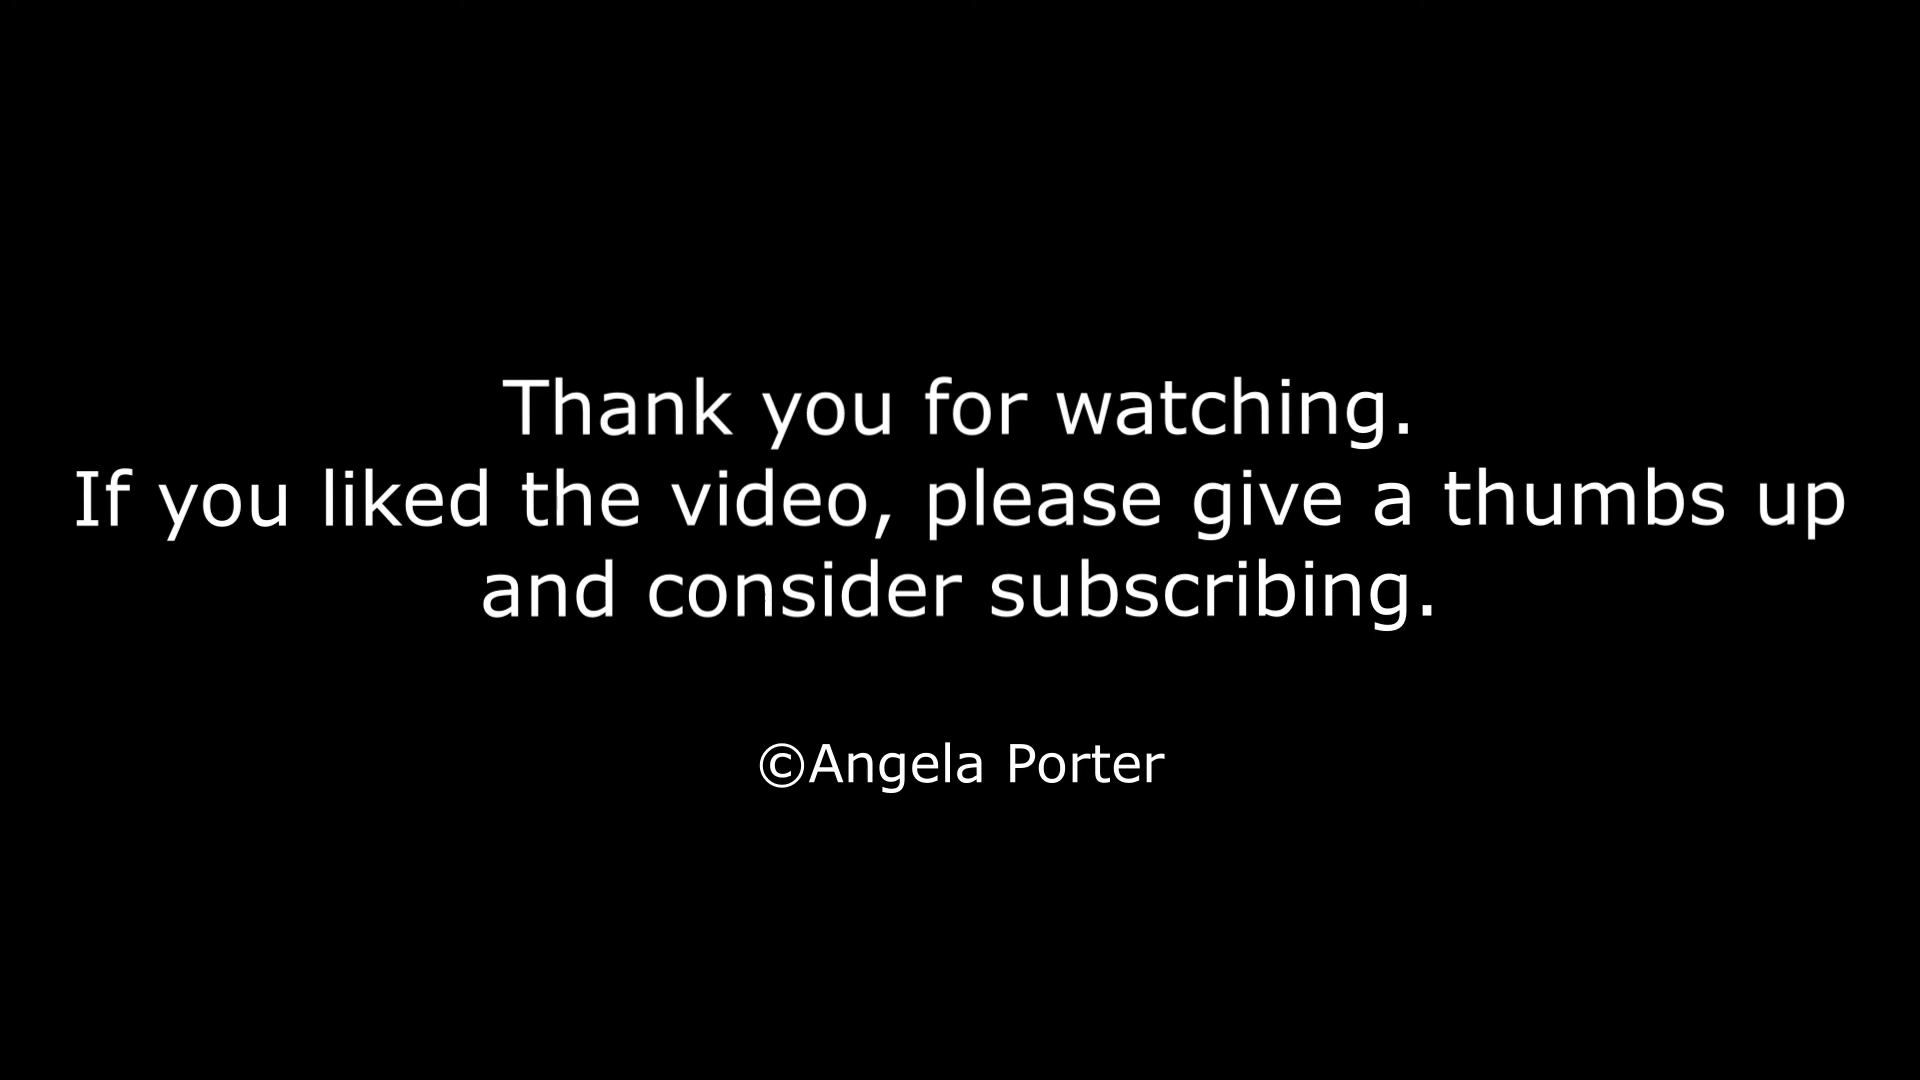 Thank you for watching.
If you liked the video, please give a thumbs up
and consider subscribing.
©Angela Porter